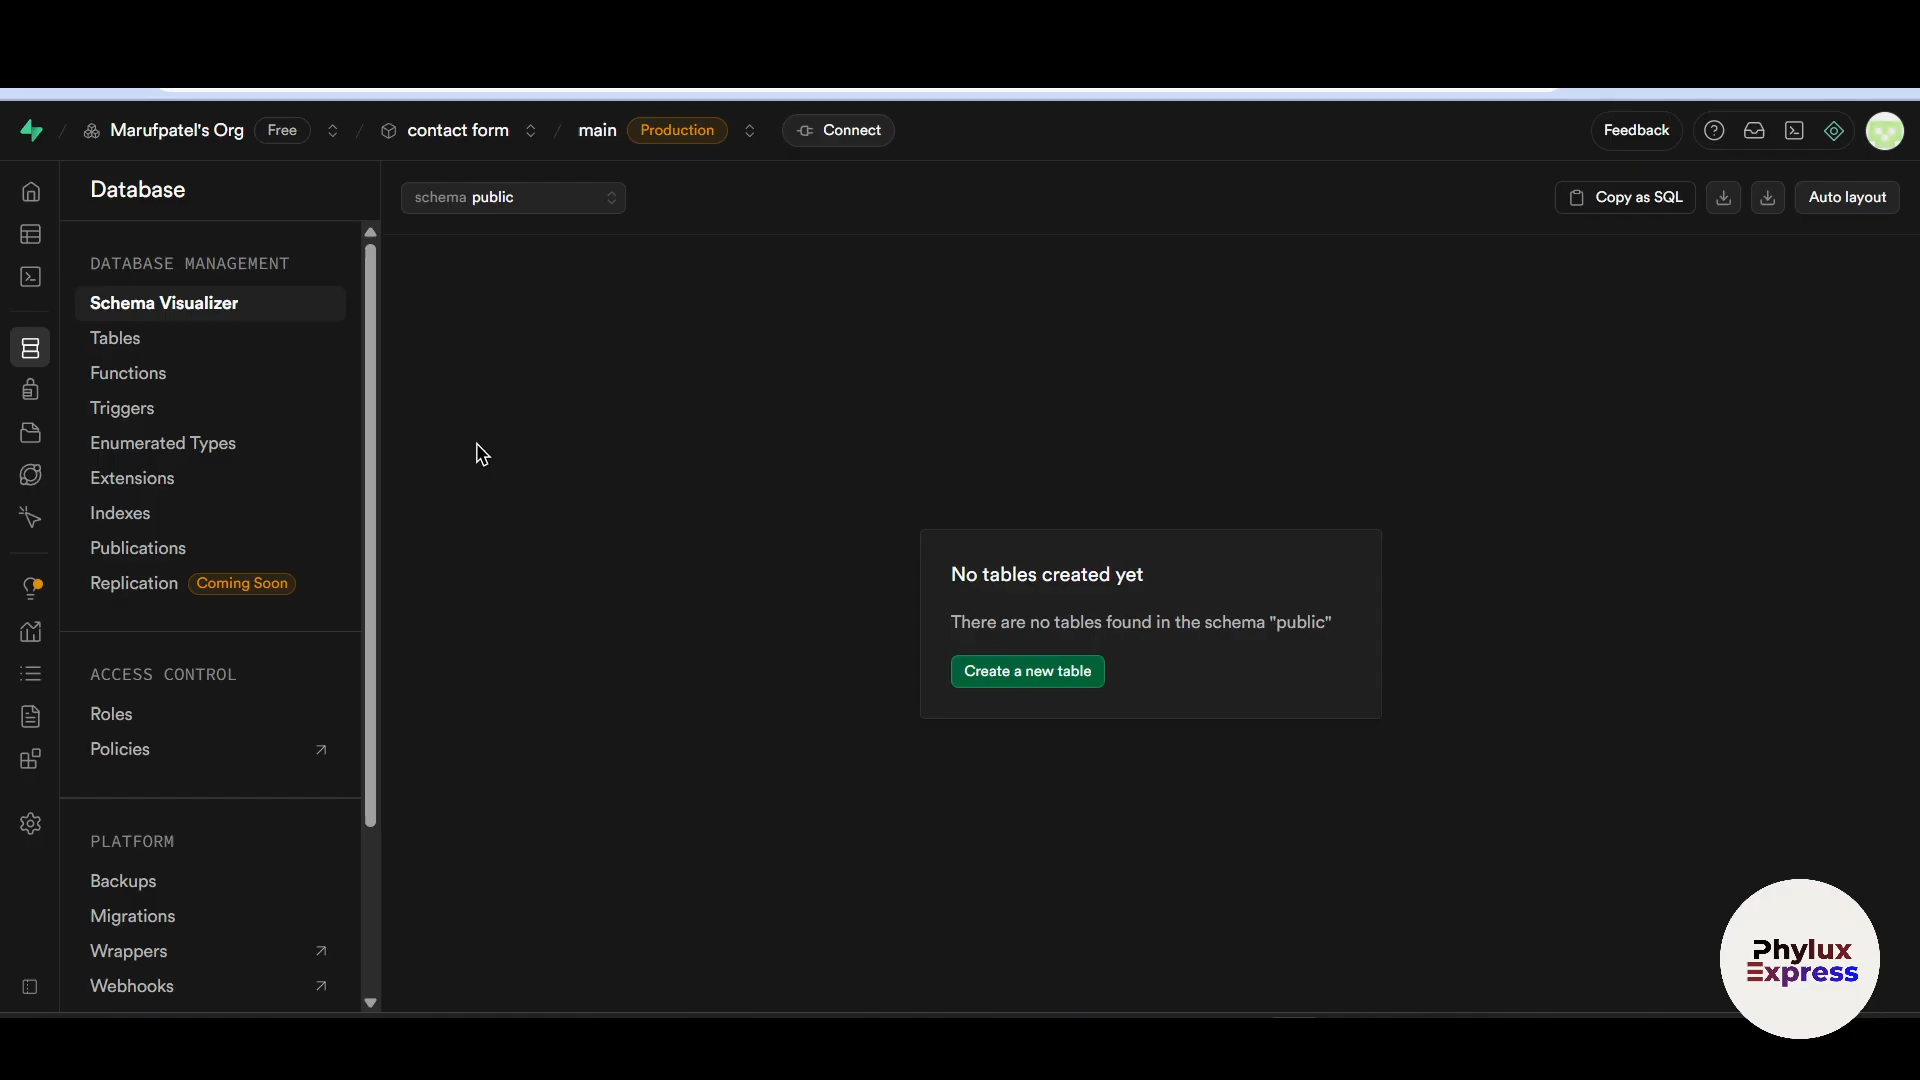 Marufpatel's Org Free contact form main Production Connect Feedback
Database
schema public
Copy as SQL
Auto layout
DATABASE MANAGEMENT
Schema Visualizer
Tables
Functions
Triggers
Enumerated Types
Extensions
Indexes
Publications
Replication Coming Soon
ACCESS CONTROL
Roles
Policies
PLATFORM
Backups
Migrations
Wrappers
Webhooks
No tables created yet
There are no tables found in the schema "public"
Create a new table
Phylux
Express